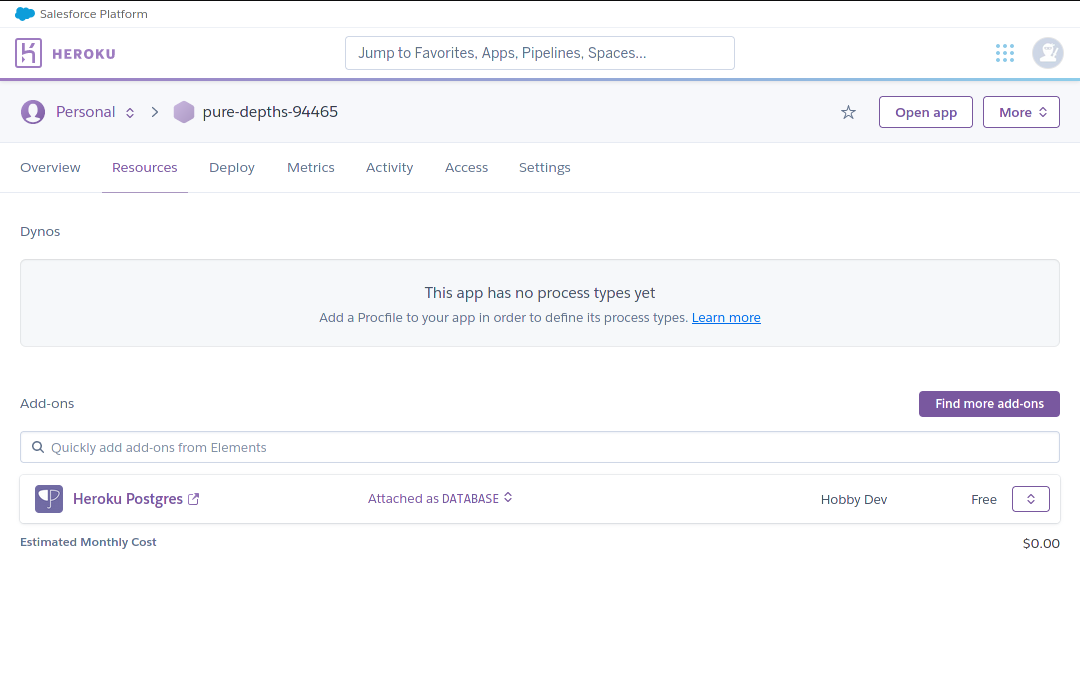 Salesforce Platform
HEROKU
Jump to Favorites, Apps, Pipelines, Spaces...
Personal
pure-depths-94465
Open app
More
Overview Resources Deploy Metrics Activity Access Settings
Dynos
This app has no process types yet
Add a Procfile to your app in order to define its process types. Learn more
Add-ons
Find more add-ons
Quickly add add-ons from Elements
Heroku Postgres Attached as DATABASE Hobby Dev Free
Estimated Monthly Cost $0.00